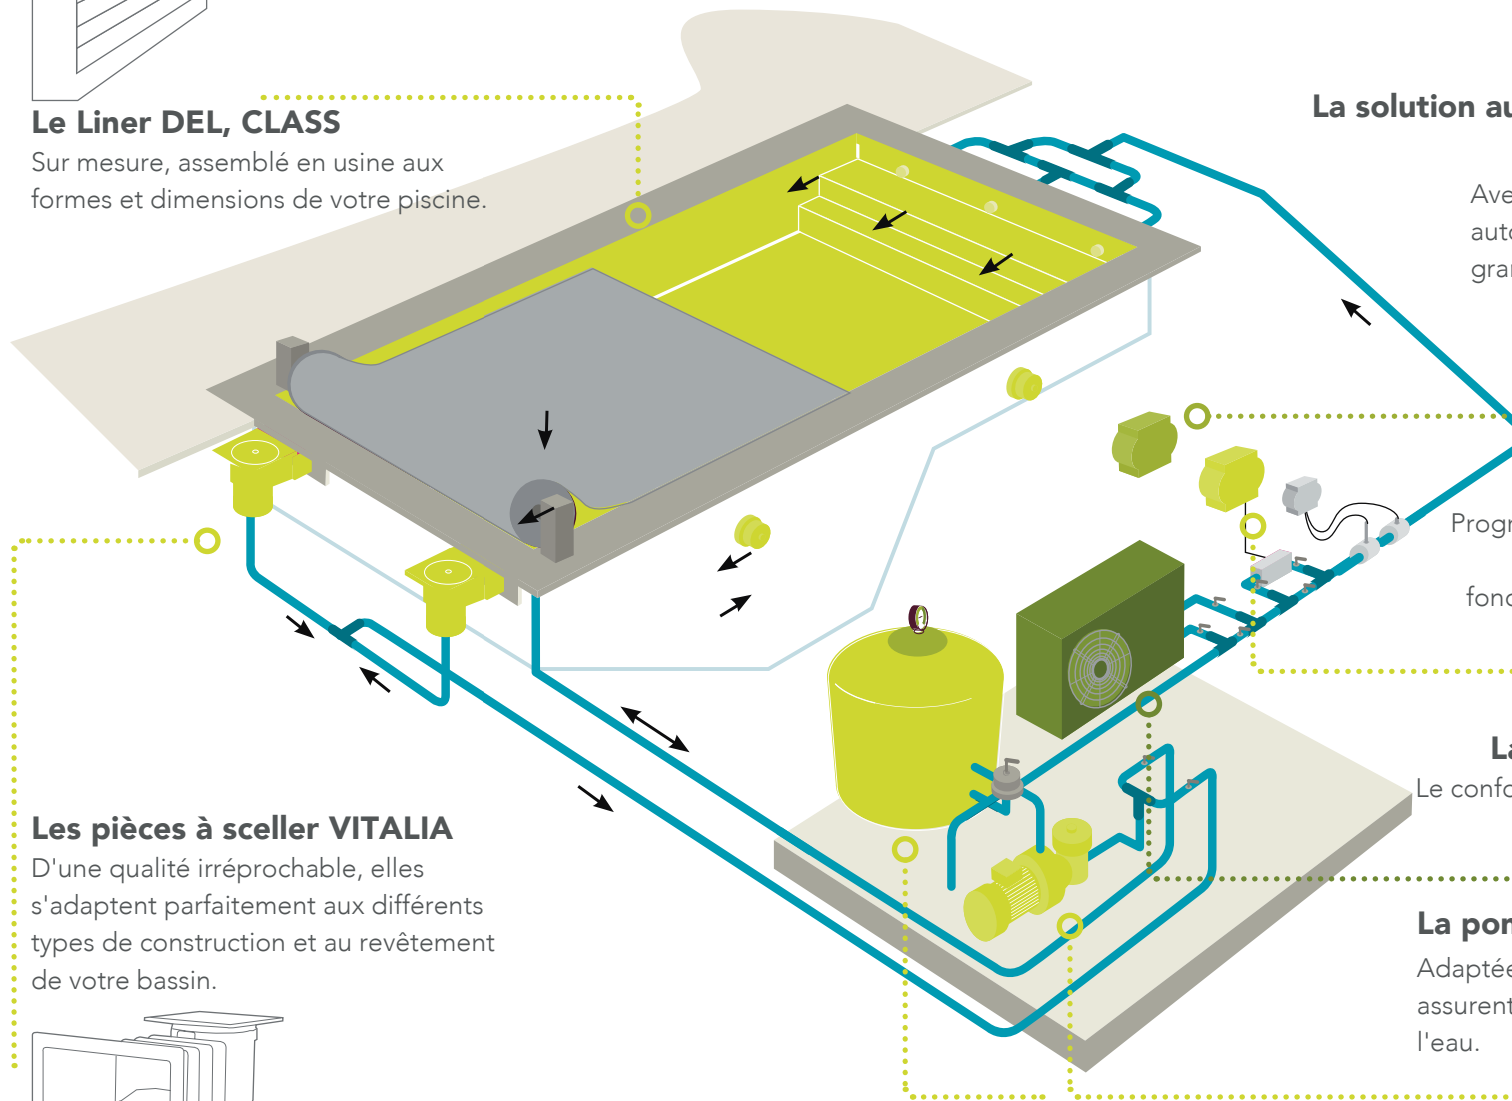 Le Liner DEL, CLASS
Sur mesure, assemblé en usine aux
formes et dimensions de votre piscine.
La solution au
Ave
auto
gran
Progr
fonc
La
Le confo
Les pièces à sceller VITALIA
D'une qualité irréprochable, elles
s'adaptent parfaitement aux différents
types de construction et au revêtement
de votre bassin.
La pom
Adaptée
assurent
l'eau.